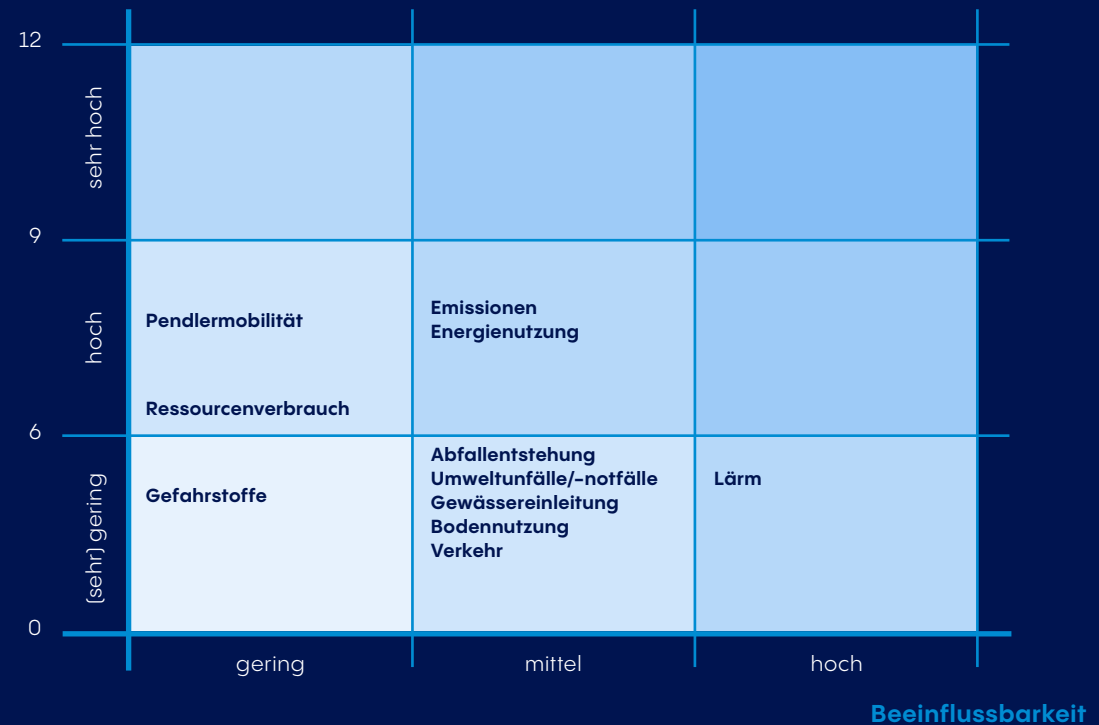 12
sehr hoch
9
hoch
Pendlermobilität
Ressourcenverbrauch
Emissionen
Energienutzung
6
(sehr) gering
Gefahrstoffe
Abfallentstehung
Umweltunfälle/-notfälle
Gewässereinleitung
Bodennutzung
Verkehr
Lärm
0
gering
mittel
hoch
Beeinflussbarkeit